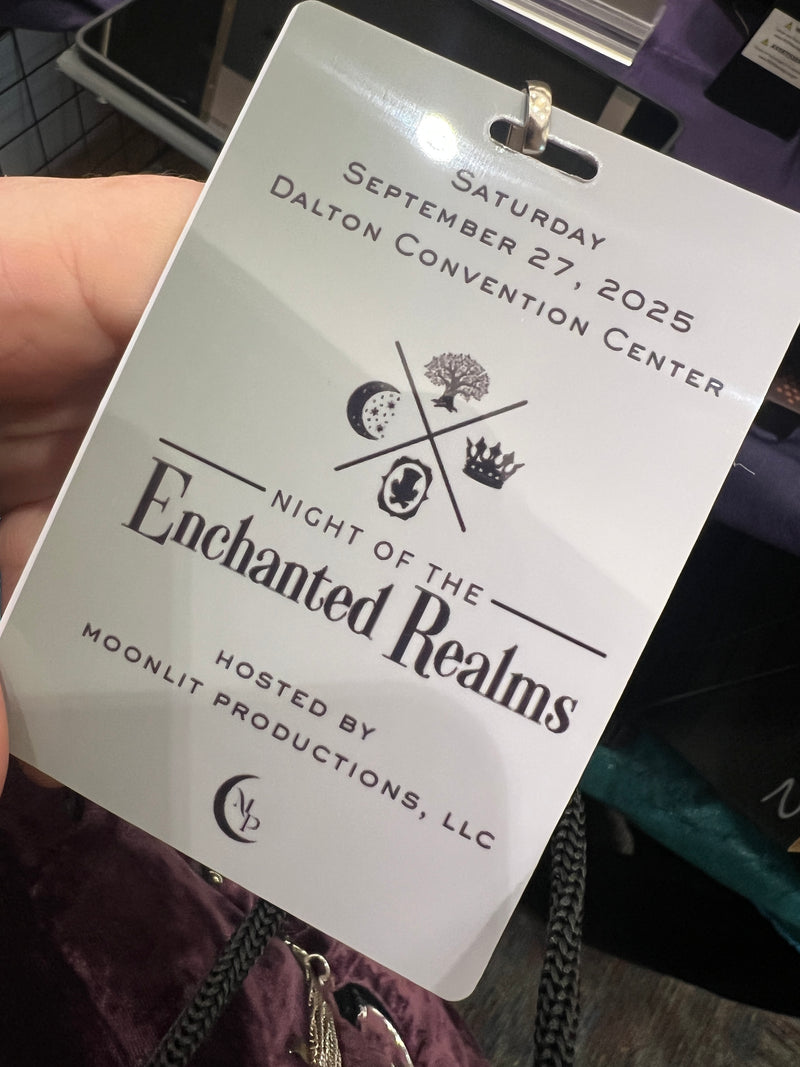 SATURDAY
SEPTEMBER 27, 2025
DALTON CONVENTION CENTER
NIGHT OF THE
Enchanted Realms
HOSTED BY
MOONLIT PRODUCTIONS, LLC
MP